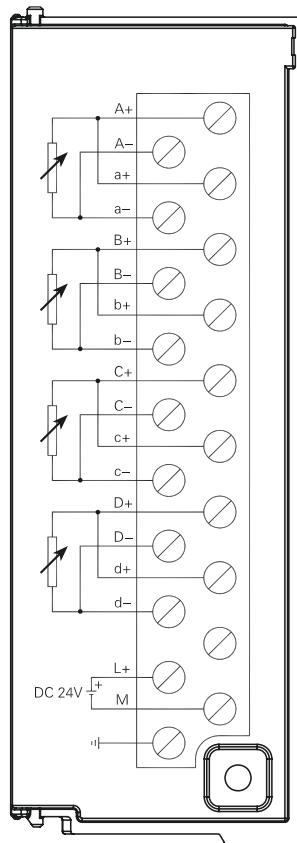 A+
A−
a+
a−
B+
B−
b+
b−
C+
C−
c+
c−
D+
D−
d+
d−
L+
DC 24V
+
M